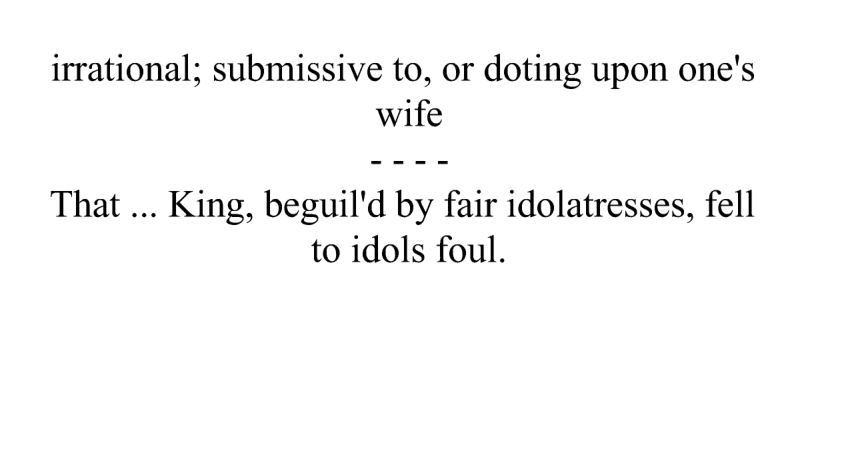 irrational; submissive to, or doting upon one's
wife
- - - -
That ... King, beguil'd by fair idolatresses, fell
to idols foul.